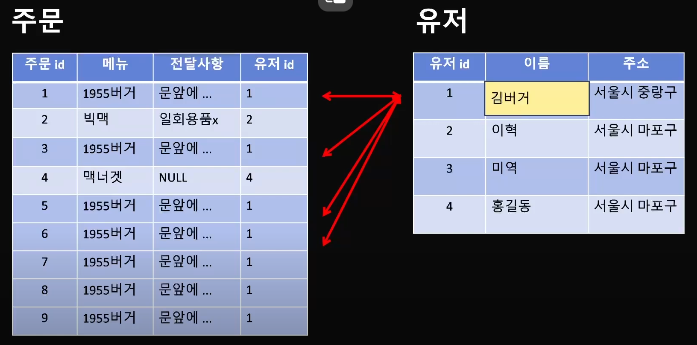 주문
주문 id 메뉴 전달사항 유저 id
1 1955버거 문앞에 ... 1
2 빅맥 일회용품x 2
3 1955버거 문앞에 ... 1
4 맥너겟 NULL 4
5 1955버거 문앞에 ... 1
6 1955버거 문앞에 ... 1
7 1955버거 문앞에 ... 1
8 1955버거 문앞에 ... 1
9 1955버거 문앞에 ... 1
유저
유저 id 이름 주소
1 김버거 서울시 중랑구
2 이혁 서울시 마포구
3 미역 서울시 마포구
4 홍길동 서울시 마포구